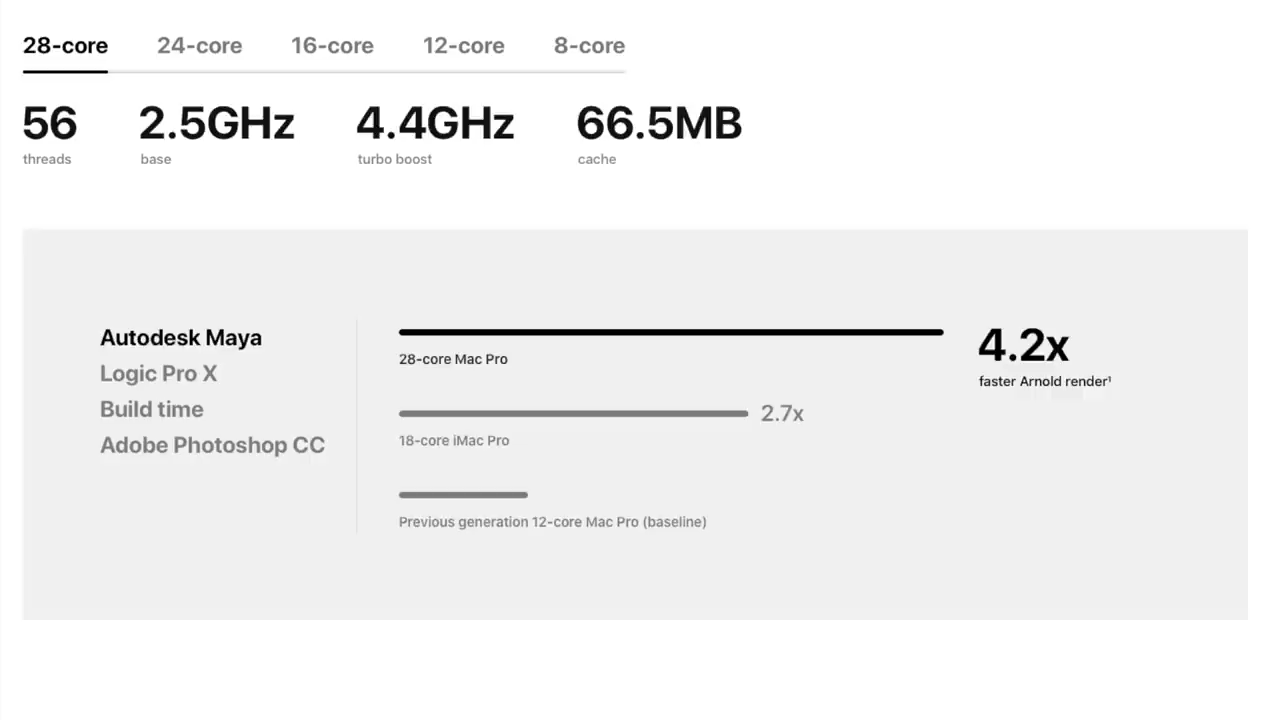 28-core 24-core 16-core 12-core 8-core
56 2.5GHz 4.4GHz 66.5MB
threads base turbo boost cache
Autodesk Maya
Logic Pro X
Build time
Adobe Photoshop CC
28-core Mac Pro
4.2x
faster Arnold render¹
2.7x
18-core iMac Pro
Previous generation 12-core Mac Pro (baseline)